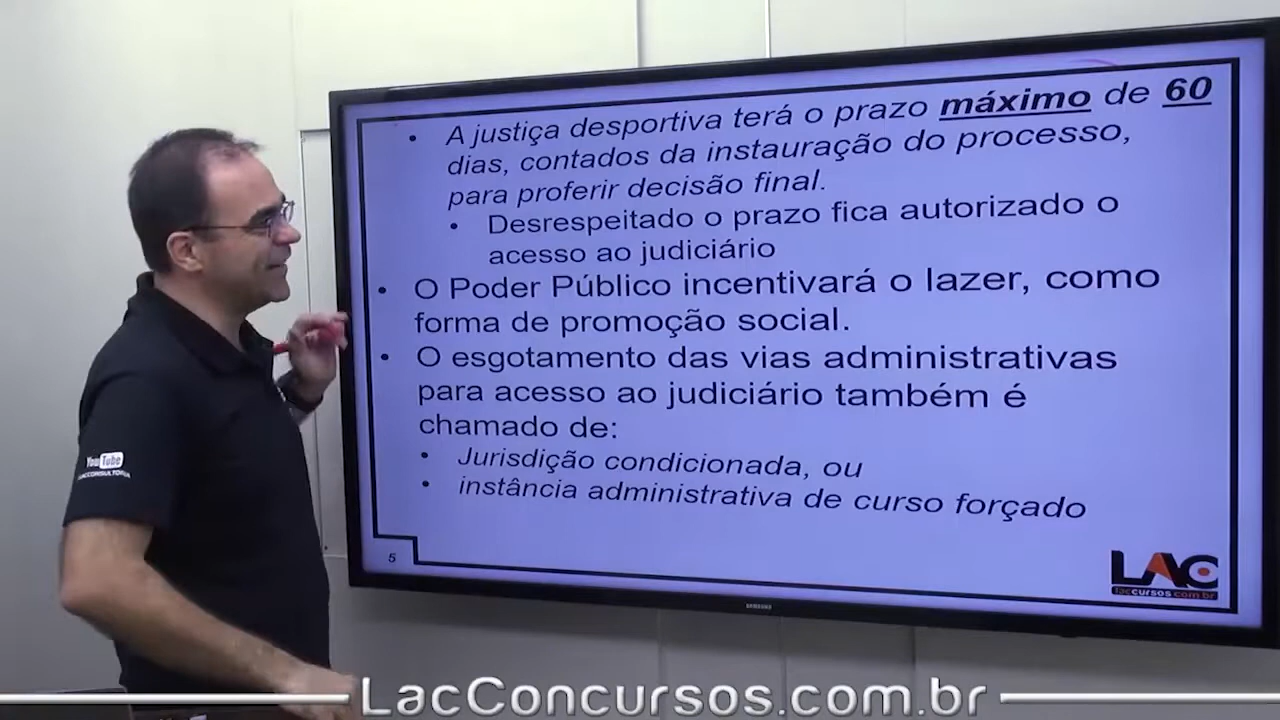 • A justiça desportiva terá o prazo máximo de 60
dias, contados da instauração do processo,
para proferir decisão final.
• Desrespeitado o prazo fica autorizado o
acesso ao judiciário
• O Poder Público incentivará o lazer, como
forma de promoção social.
• O esgotamento das vias administrativas
para acesso ao judiciário também é
chamado de:
• Jurisdição condicionada, ou
• instância administrativa de curso forçado
5
LAC
laccursos.com.br
SAMSUNG
YouTube
LACCONSULTORIA
LacConcursos.com.br